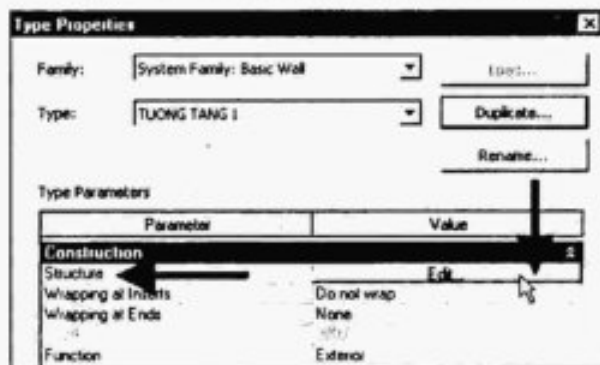 Type Properties
Family: System Family: Basic Wall Load...
Type: TUONG TANG 1 Duplicate...
Rename...
Type Parameters
Parameter Value
Construction
Structure Edit...
Wrapping at Inserts Do not wrap
Wrapping at Ends None
Function Exterior